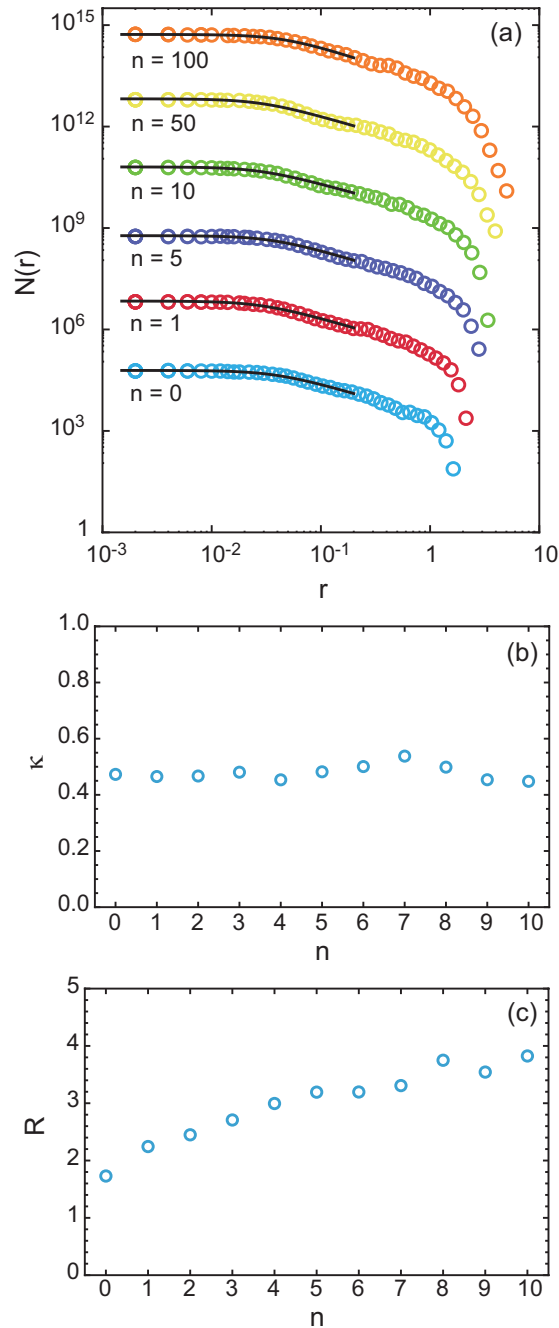 (a)
10^15
n = 100
10^12
n = 50
n = 10
10^9
N(r)
n = 5
10^6
n = 1
n = 0
10^3
1
10^-3 10^-2 10^-1 1 10
r
1.0
(b)
0.8
0.6
κ
0.4
0.2
0.0
0 1 2 3 4 5 6 7 8 9 10
n
5
(c)
4
3
R
2
1
0
0 1 2 3 4 5 6 7 8 9 10
n